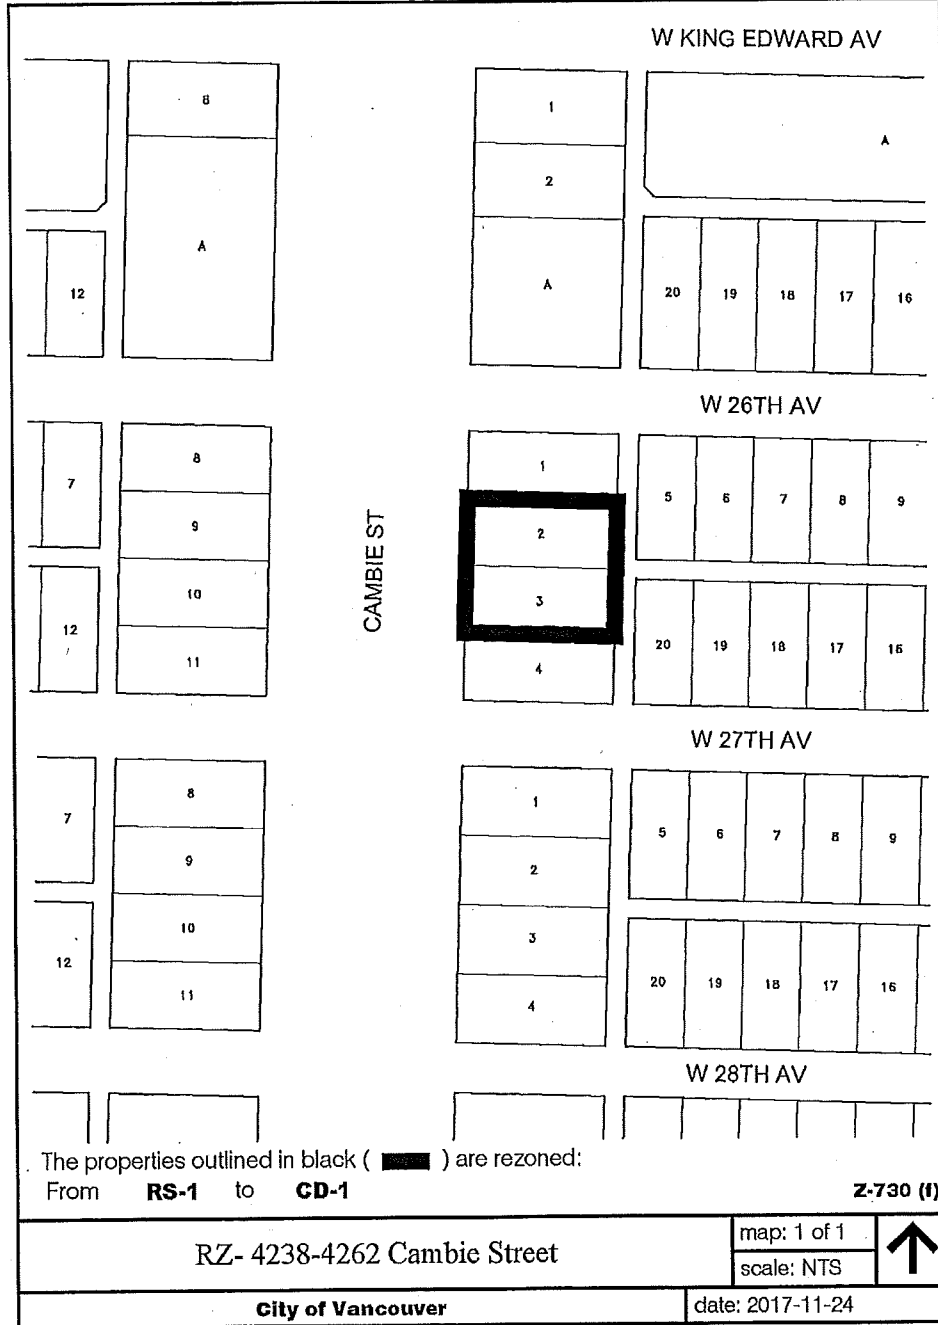 W KING EDWARD AV
8
1
A
2
A
A
12
20 19 18 17 16
W 26TH AV
8
1
7
5 6 7 8 9
9
2
CAMBIE ST
10
3
12
20 19 18 17 16
11
4
W 27TH AV
8
1
7
5 6 7 8 9
9
2
10
3
12
20 19 18 17 16
11
4
W 28TH AV
The properties outlined in black ( ) are rezoned:
From RS-1 to CD-1
Z-730 (f)
RZ- 4238-4262 Cambie Street
map: 1 of 1
scale: NTS
City of Vancouver
date: 2017-11-24